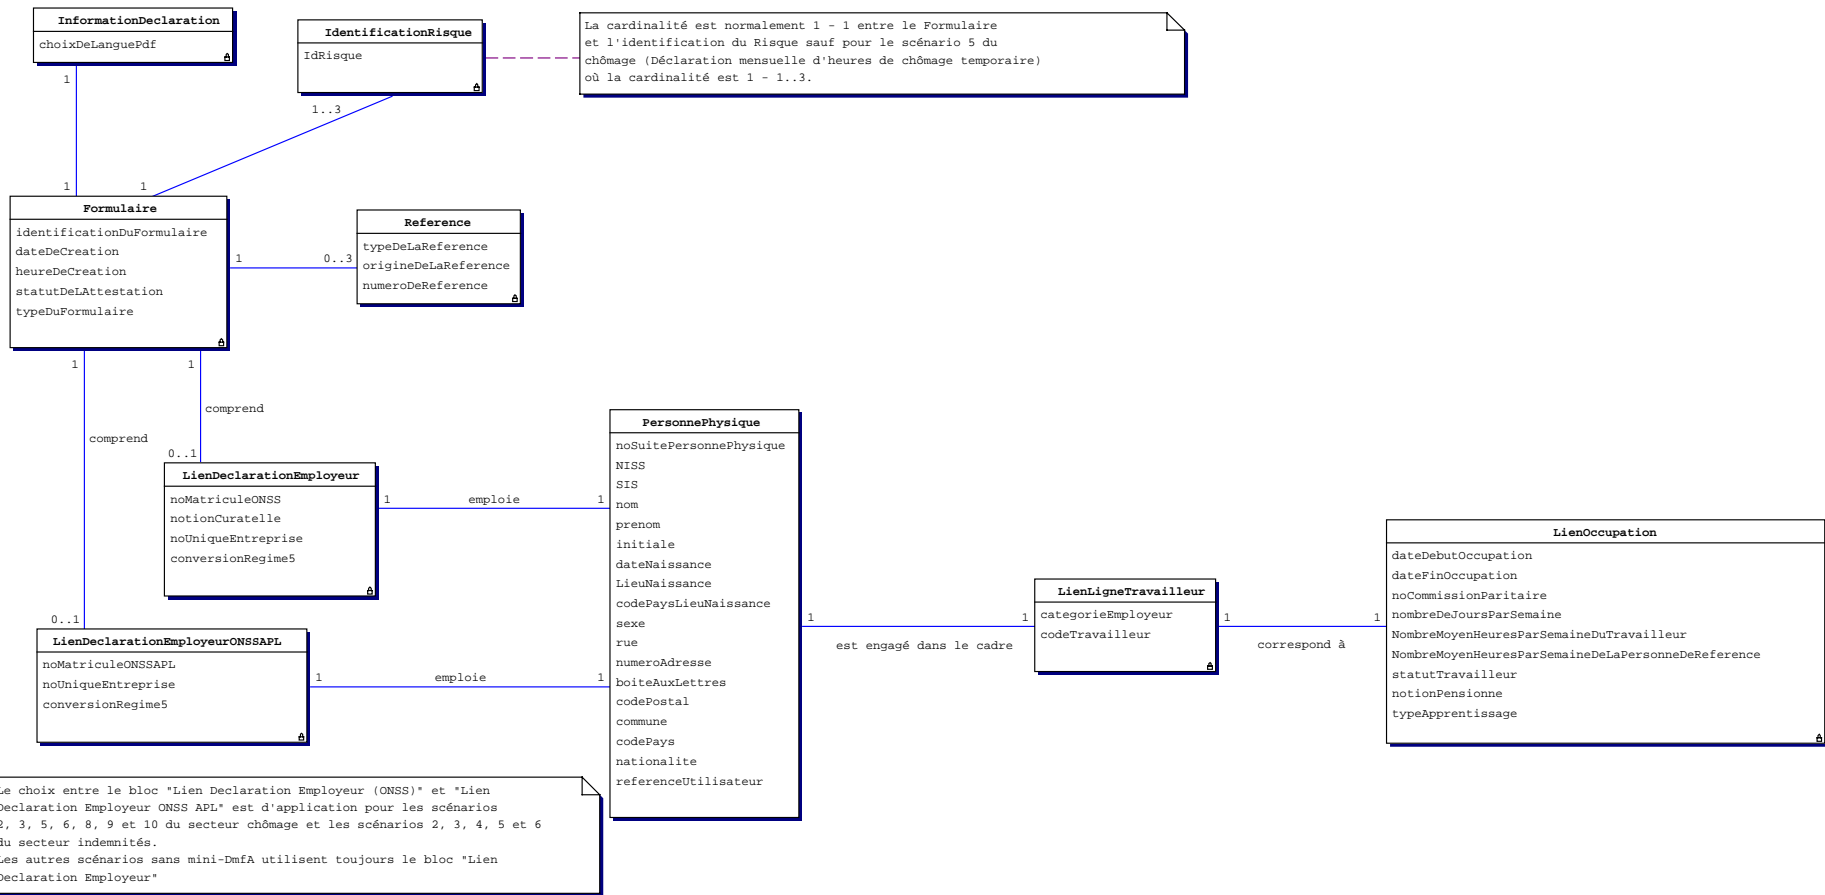 InformationDeclaration
choixDeLanguePdf
IdentificationRisque
IdRisque
La cardinalité est normalement 1 - 1 entre le Formulaire
et l'identification du Risque sauf pour le scénario 5 du
chômage (Déclaration mensuelle d'heures de chômage temporaire)
où la cardinalité est 1 - 1..3.
1
1..3
1
1
Formulaire
identificationDuFormulaire
dateDeCreation
heureDeCreation
statutDeLAttestation
typeDuFormulaire
1
0..3
Reference
typeDeLaReference
origineDeLaReference
numeroDeReference
1
1
comprend
comprend
0..1
LienDeclarationEmployeur
noMatriculeONSS
notionCuratelle
noUniqueEntreprise
conversionRegime5
1
emploie
1
0..1
LienDeclarationEmployeurONSSAPL
noMatriculeONSSAPL
noUniqueEntreprise
conversionRegime5
1
emploie
1
PersonnePhysique
noSuitePersonnePhysique
NISS
SIS
nom
prenom
initiale
dateNaissance
LieuNaissance
codePaysLieuNaissance
sexe
rue
numeroAdresse
boiteAuxLettres
codePostal
commune
codePays
nationalite
referenceUtilisateur
1
est engagé dans le cadre
1
LienLigneTravailleur
categorieEmployeur
codeTravailleur
1
correspond à
1
LienOccupation
dateDebutOccupation
dateFinOccupation
noCommissionParitaire
nombreDeJoursParSemaine
NombreMoyenHeuresParSemaineDuTravailleur
NombreMoyenHeuresParSemaineDeLaPersonneDeReference
statutTravailleur
notionPensionne
typeApprentissage
Le choix entre le bloc "Lien Declaration Employeur (ONSS)" et "Lien
Declaration Employeur ONSS APL" est d'application pour les scénarios
2, 3, 5, 6, 8, 9 et 10 du secteur chômage et les scénarios 2, 3, 4, 5 et 6
du secteur indemnités.
Les autres scénarios sans mini-DmfA utilisent toujours le bloc "Lien
Declaration Employeur"